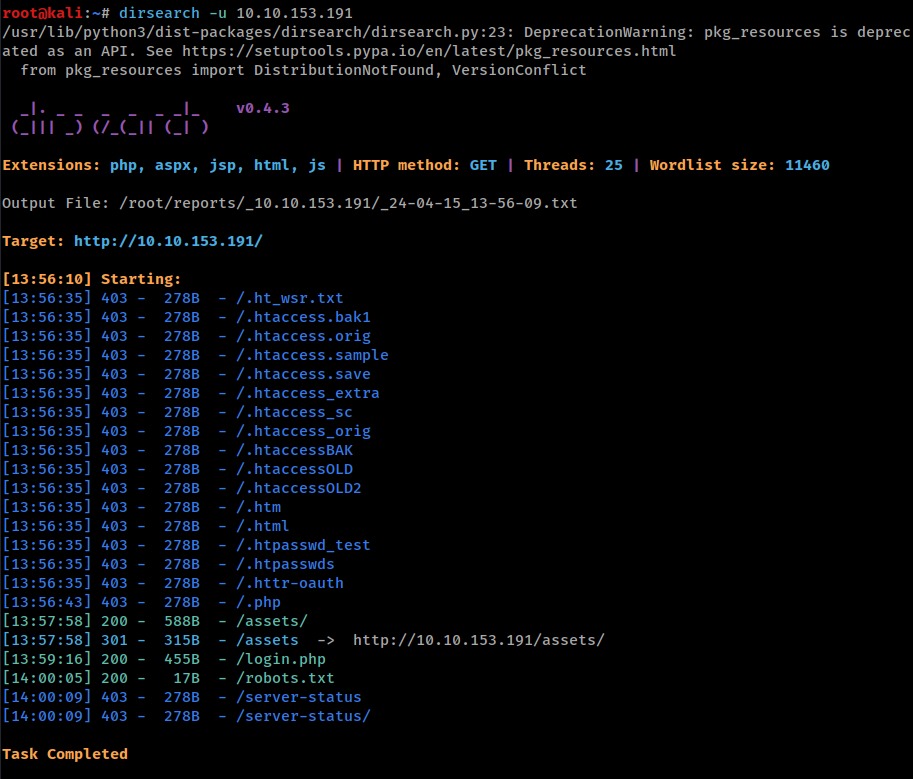 root@kali:~# dirsearch -u 10.10.153.191
/usr/lib/python3/dist-packages/dirsearch/dirsearch.py:23: DeprecationWarning: pkg_resources is deprec
ated as an API. See https://setuptools.pypa.io/en/latest/pkg_resources.html
  from pkg_resources import DistributionNotFound, VersionConflict
  _|. _ _  _  _  _ _|_    v0.4.3
 (_||| _) (/_(_|| (_| )
Extensions: php, aspx, jsp, html, js | HTTP method: GET | Threads: 25 | Wordlist size: 11460
Output File: /root/reports/_10.10.153.191/_24-04-15_13-56-09.txt
Target: http://10.10.153.191/
[13:56:10] Starting:
[13:56:35] 403 -  278B  - /.ht_wsr.txt
[13:56:35] 403 -  278B  - /.htaccess.bak1
[13:56:35] 403 -  278B  - /.htaccess.orig
[13:56:35] 403 -  278B  - /.htaccess.sample
[13:56:35] 403 -  278B  - /.htaccess.save
[13:56:35] 403 -  278B  - /.htaccess_extra
[13:56:35] 403 -  278B  - /.htaccess_sc
[13:56:35] 403 -  278B  - /.htaccess_orig
[13:56:35] 403 -  278B  - /.htaccessBAK
[13:56:35] 403 -  278B  - /.htaccessOLD
[13:56:35] 403 -  278B  - /.htaccessOLD2
[13:56:35] 403 -  278B  - /.htm
[13:56:35] 403 -  278B  - /.html
[13:56:35] 403 -  278B  - /.htpasswd_test
[13:56:35] 403 -  278B  - /.htpasswds
[13:56:35] 403 -  278B  - /.httr-oauth
[13:56:43] 403 -  278B  - /.php
[13:57:58] 200 -  588B  - /assets/
[13:57:58] 301 -  315B  - /assets  ->  http://10.10.153.191/assets/
[13:59:16] 200 -  455B  - /login.php
[14:00:05] 200 -   17B  - /robots.txt
[14:00:09] 403 -  278B  - /server-status
[14:00:09] 403 -  278B  - /server-status/
Task Completed